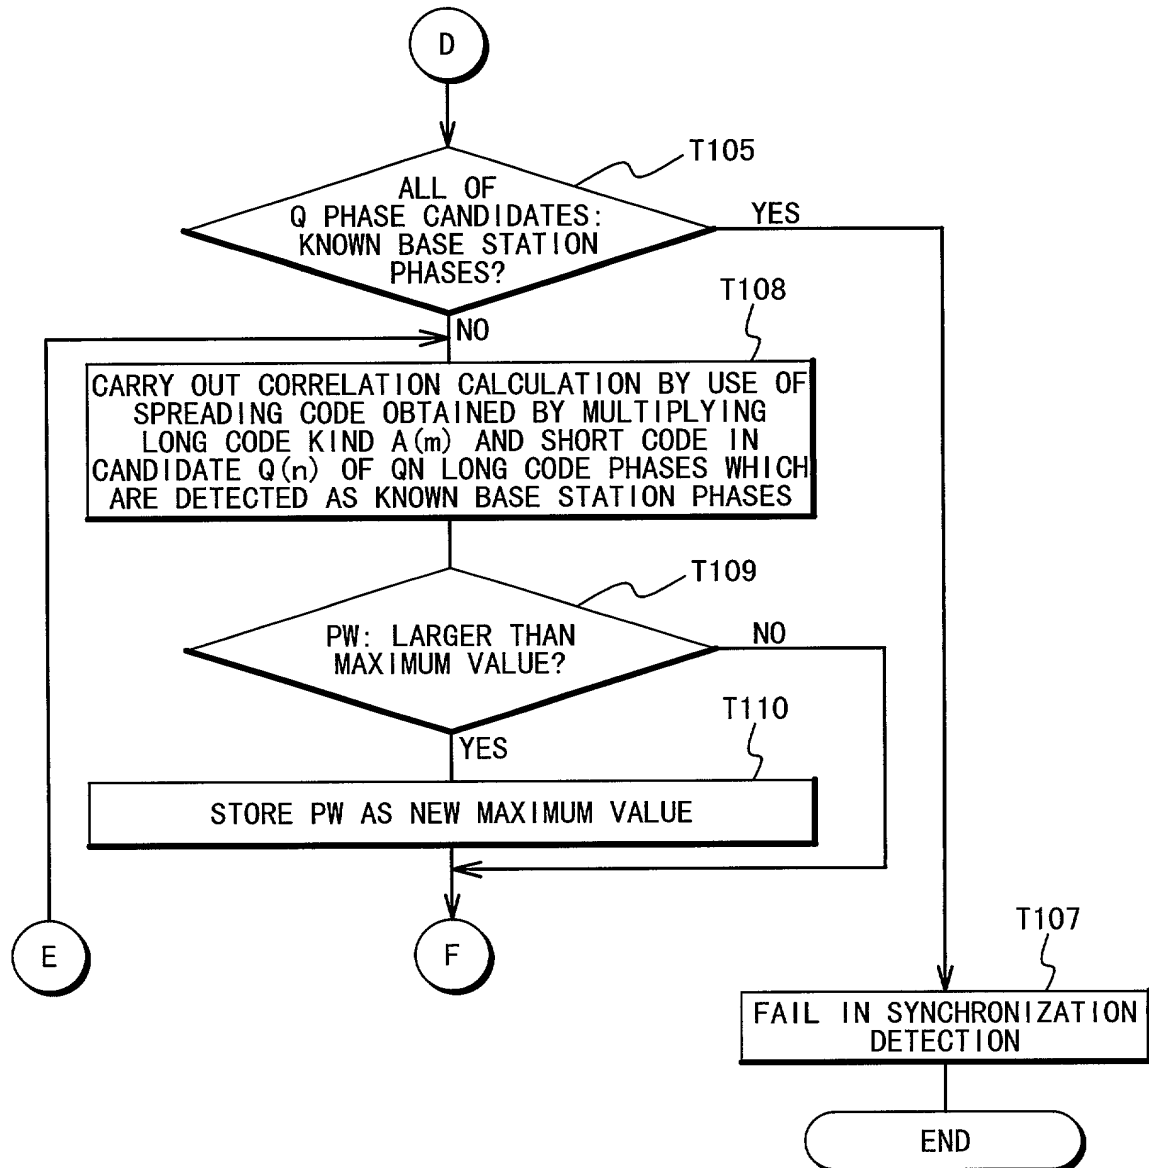 D
T105
ALL OF
Q PHASE CANDIDATES:
KNOWN BASE STATION
PHASES?
YES
T108
NO
CARRY OUT CORRELATION CALCULATION BY USE OF
SPREADING CODE OBTAINED BY MULTIPLYING
LONG CODE KIND A(m) AND SHORT CODE IN
CANDIDATE Q(n) OF QN LONG CODE PHASES WHICH
ARE DETECTED AS KNOWN BASE STATION PHASES
T109
PW: LARGER THAN
MAXIMUM VALUE?
NO
T110
YES
STORE PW AS NEW MAXIMUM VALUE
E
F
T107
FAIL IN SYNCHRONIZATION
DETECTION
END